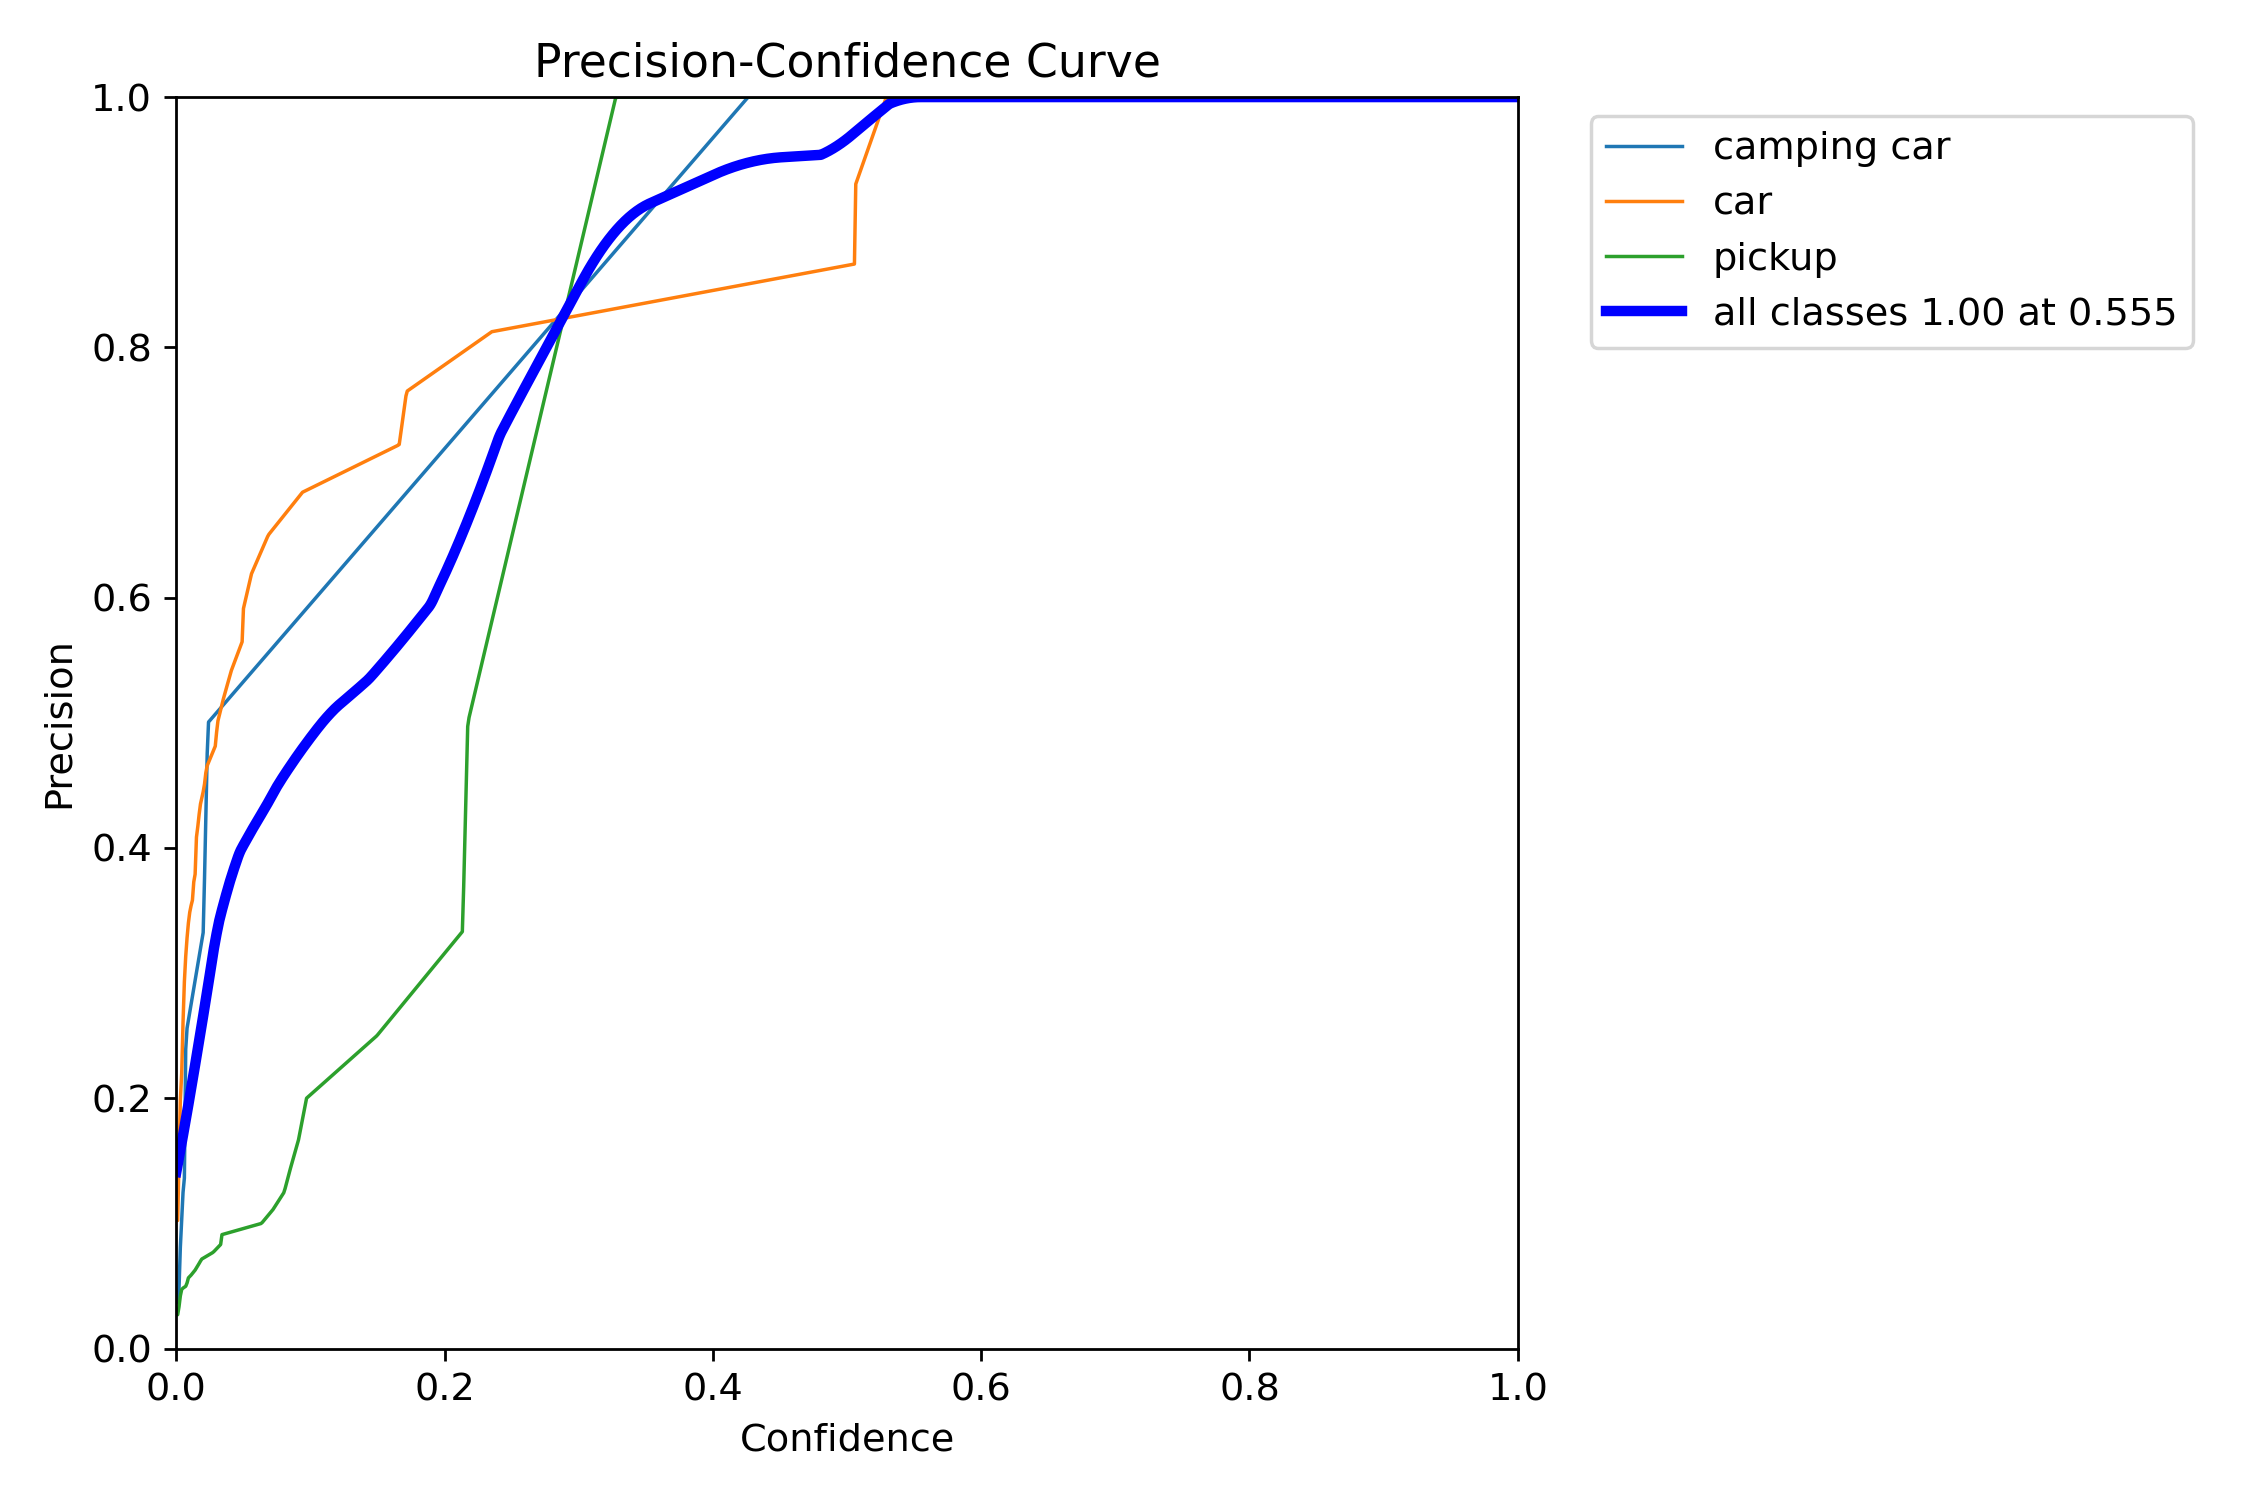 Precision-Confidence Curve
1.0
0.8
0.6
0.4
0.2
0.0
Precision
0.0 0.2 0.4 0.6 0.8 1.0
Confidence
camping car
car
pickup
all classes 1.00 at 0.555